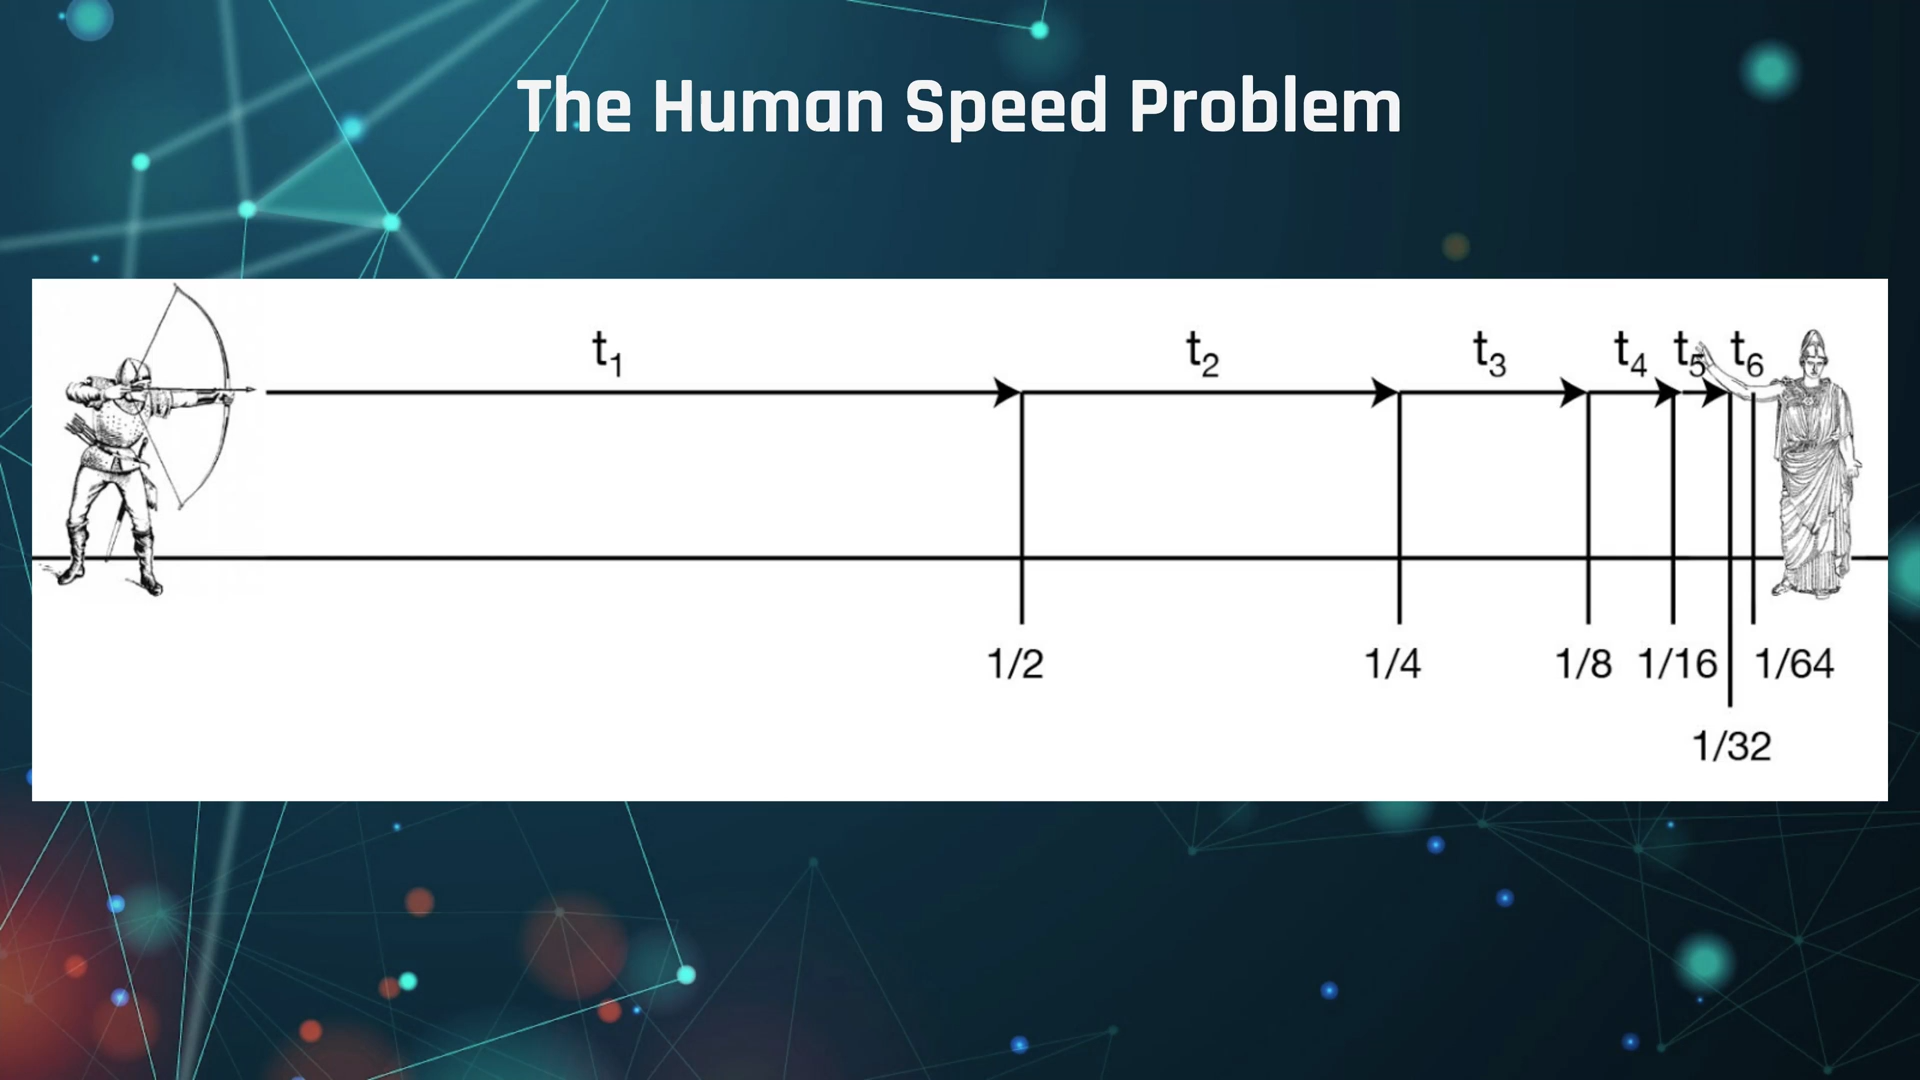 The Human Speed Problem
t₁ t₂ t₃ t₄ t₅ t₆
1/2 1/4 1/8 1/16 1/64
1/32